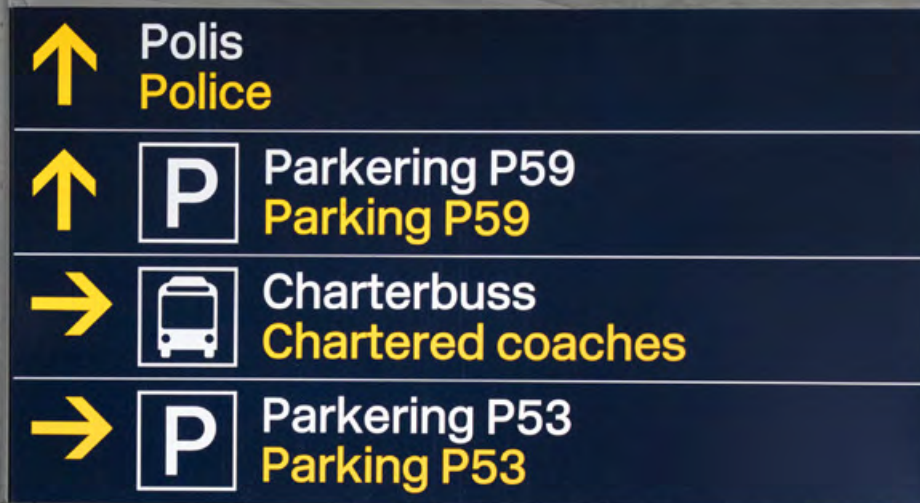 Polis
Police
P Parkering P59
Parking P59
Charterbuss
Chartered coaches
P Parkering P53
Parking P53